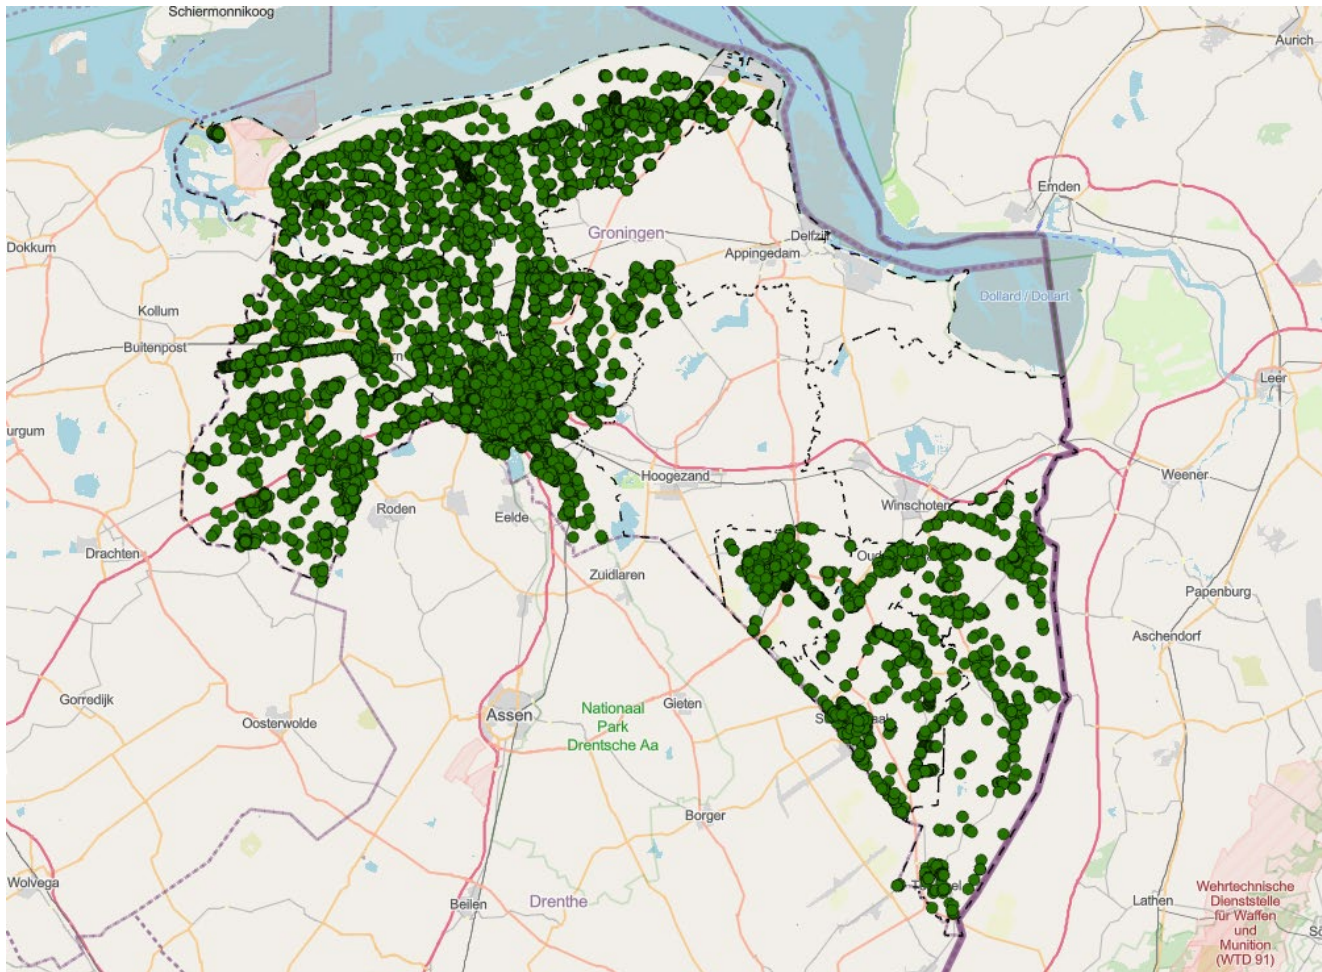 Schiermonnikoog
Aurich
Emden
Groningen
Dokkum
Delfzijl
Appingedam
Dollard / Dollart
Kollum
Buitenpost
Leer
urgum
Hoogezand
Weener
Winschoten
Roden
Eelde
Drachten
Zuidlaren
Papenburg
Aschendorf
Gorredijk
Oosterwolde
Assen
Gieten
Nationaal
Park
Drentsche Aa
Borger
Wolvega
Beilen
Drenthe
Lathen
Wehrtechnische
Dienststelle
für Waffen
und
Munition
(WTD 91)
Sö